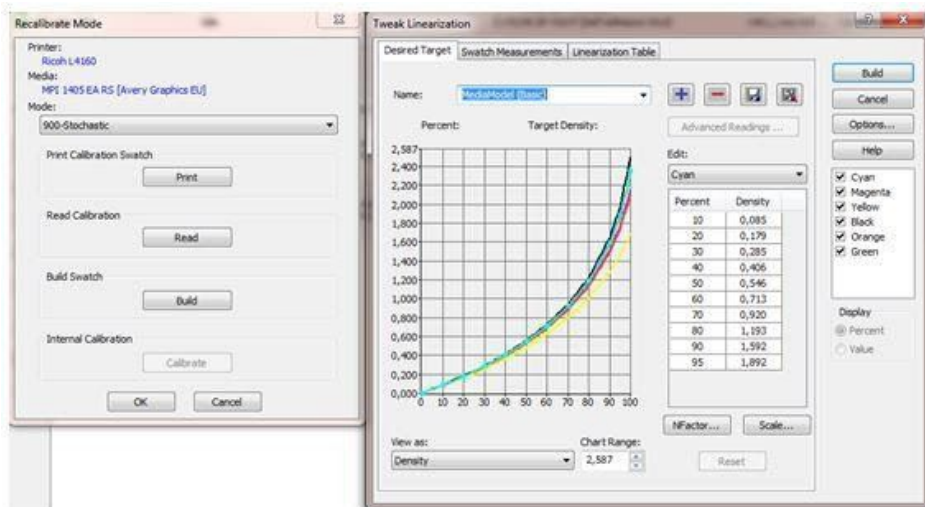 Recalibrate Mode
Printer:
Ricoh L4160
Media:
MPI 1405 EA RS [Avery Graphics EU]
Mode:
900-Stochastic
Print Calibration Swatch
Print
Read Calibration
Read
Build Swatch
Build
Internal Calibration
Calibrate
OK
Cancel
Tweak Linearization
Desired Target
Swatch Measurements
Linearization Table
Name:
MediaModel (Basic)
Percent:
Target Density:
2,587
2,400
2,200
2,000
1,800
1,600
1,400
1,200
1,000
0,800
0,600
0,400
0,200
0,000
0 10 20 30 40 50 60 70 80 90 100
View as:
Density
Chart Range:
2,587
Advanced Readings ...
Edit:
Cyan
Percent Density
10 0,085
20 0,179
30 0,285
40 0,406
50 0,546
60 0,713
70 0,920
80 1,193
90 1,592
95 1,892
NFactor...
Scale...
Reset
Build
Cancel
Options...
Help
Cyan
Magenta
Yellow
Black
Orange
Green
Display
Percent
Value